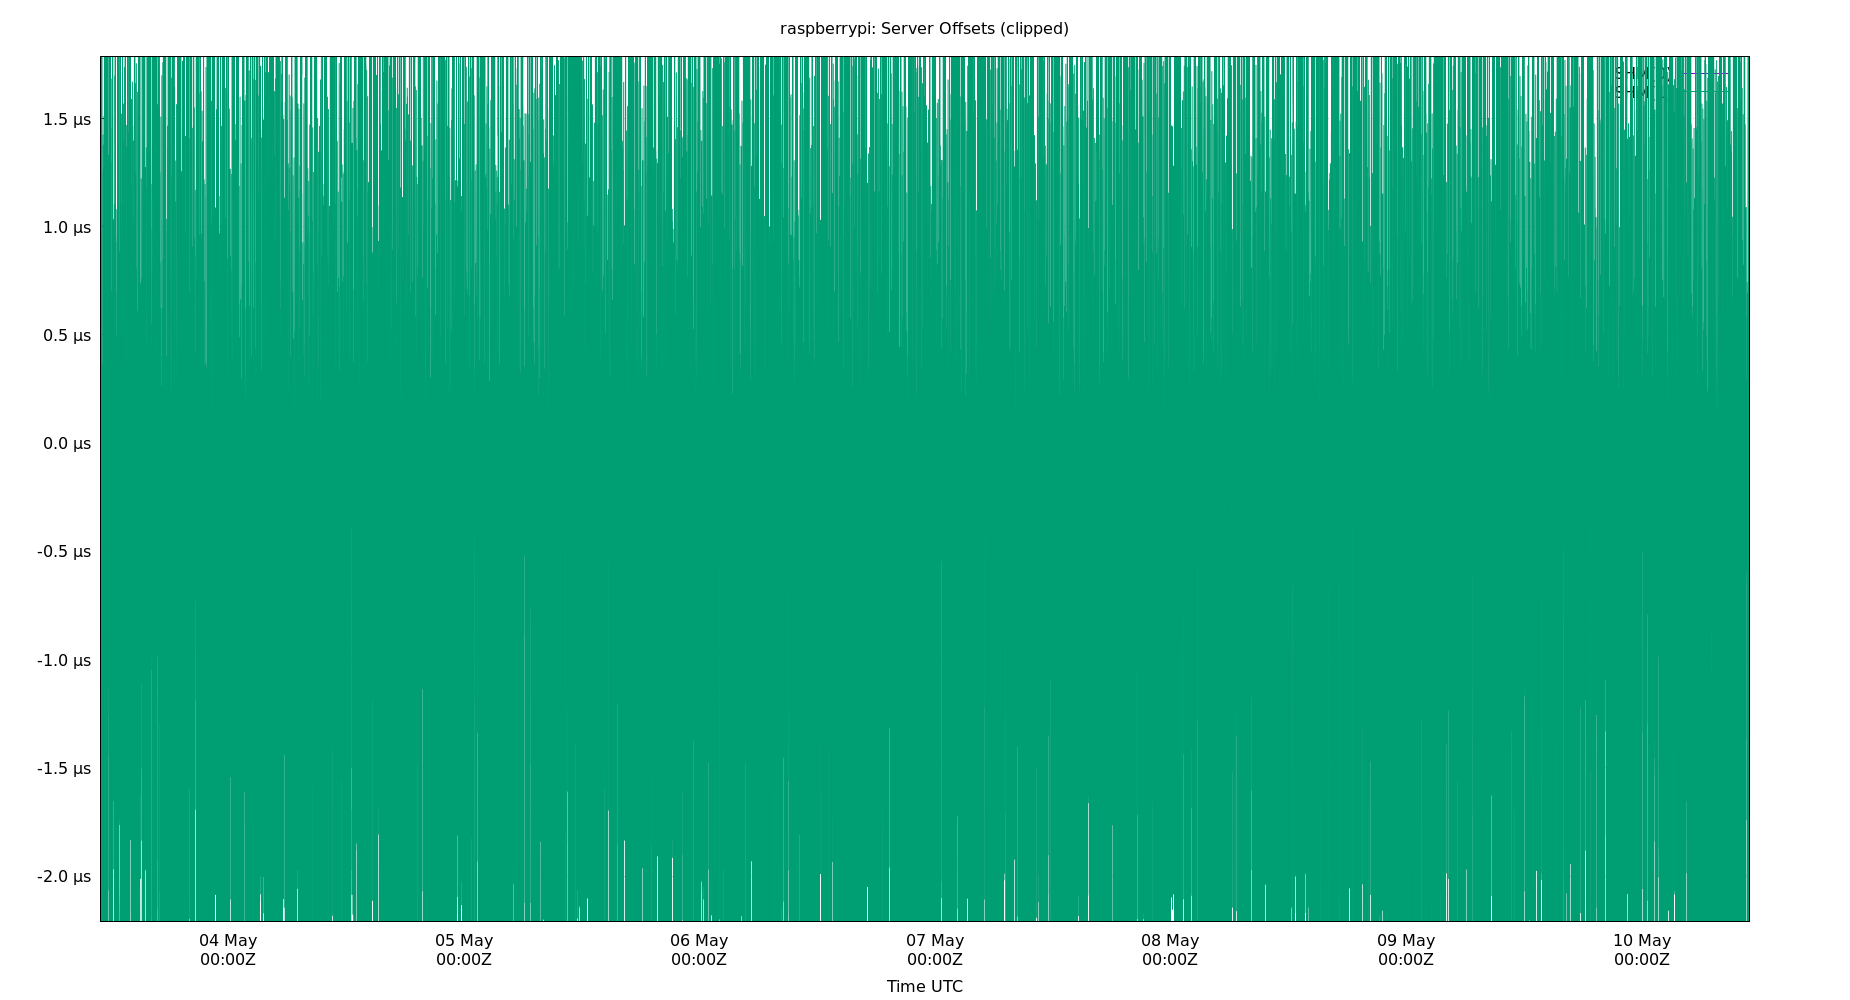 raspberrypi: Server Offsets (clipped)
1.5 µs
1.0 µs
0.5 µs
0.0 µs
-0.5 µs
-1.0 µs
-1.5 µs
-2.0 µs
04 May
00:00Z
05 May
00:00Z
06 May
00:00Z
07 May
00:00Z
08 May
00:00Z
09 May
00:00Z
10 May
00:00Z
Time UTC